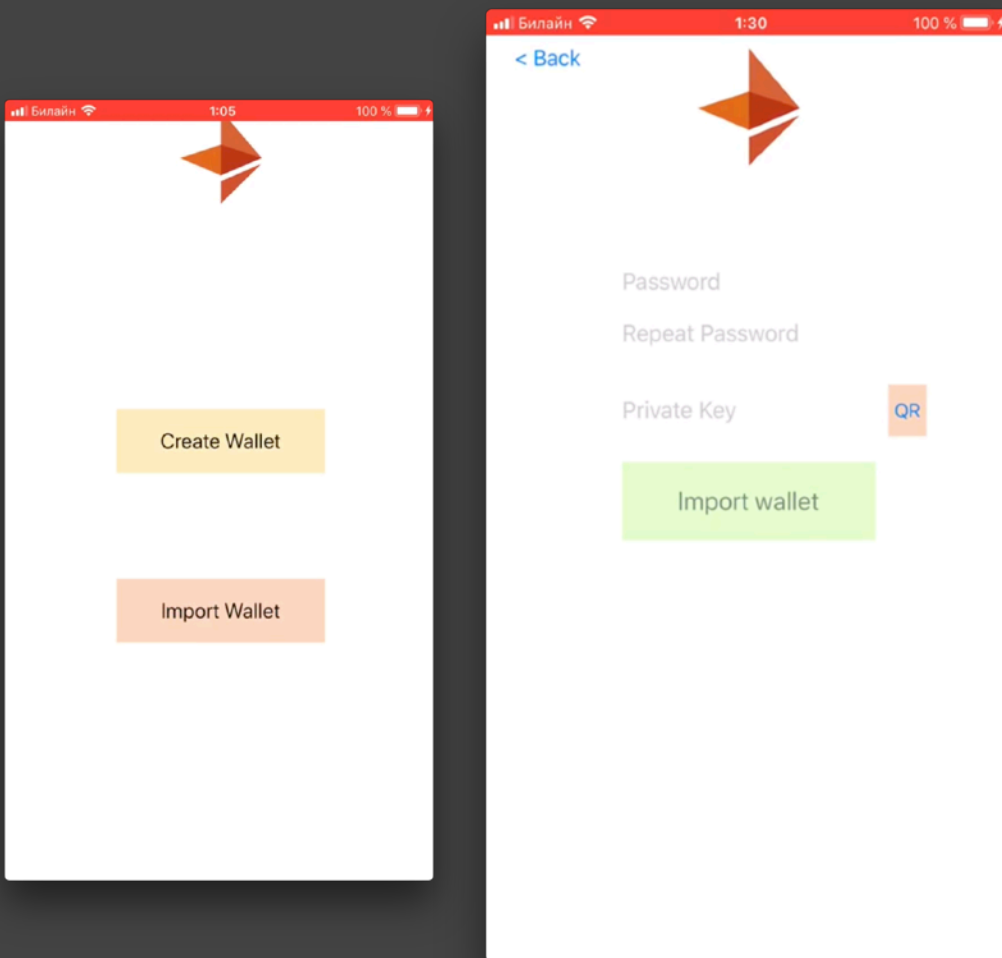 Билайн 1:05 100 %
Create Wallet
Import Wallet
Билайн 1:30 100 %
< Back
Password
Repeat Password
Private Key QR
Import wallet